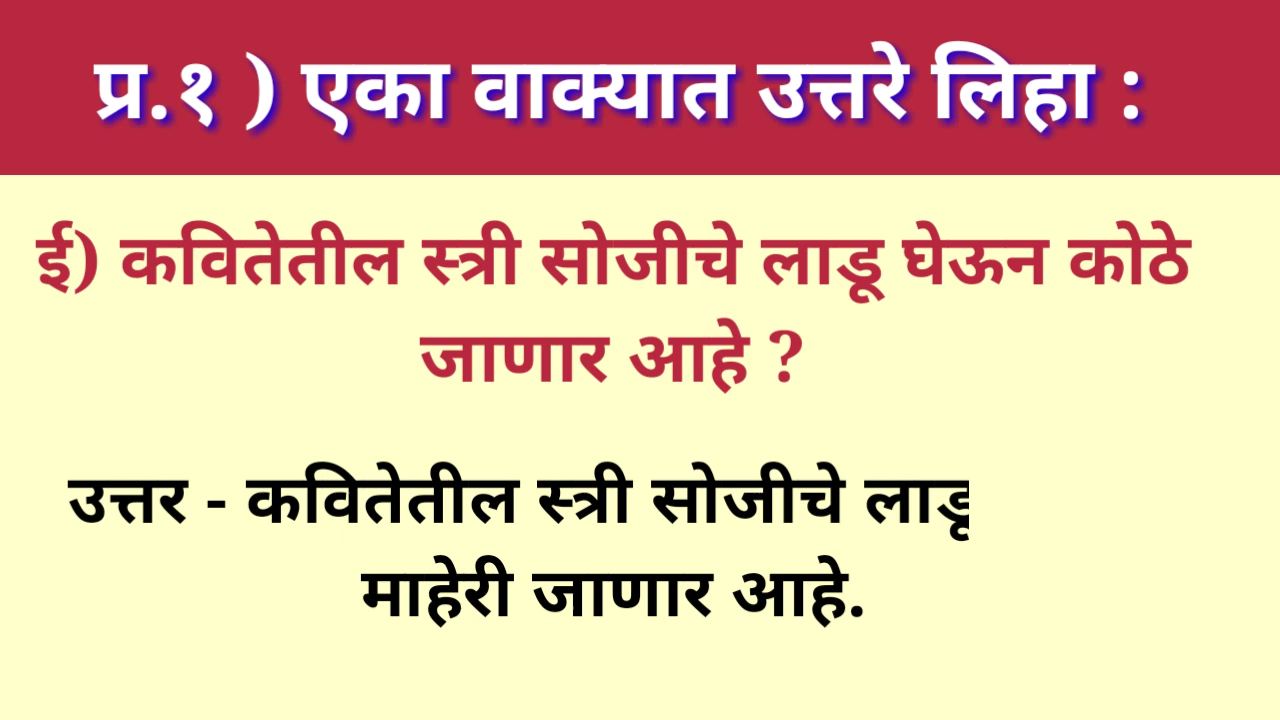 प्र.१ ) एका वाक्यात उत्तरे लिहा :
ई) कवितेतील स्त्री सोजीचे लाडू घेऊन कोठे
जाणार आहे ?
उत्तर - कवितेतील स्त्री सोजीचे लाडू
माहेरी जाणार आहे.